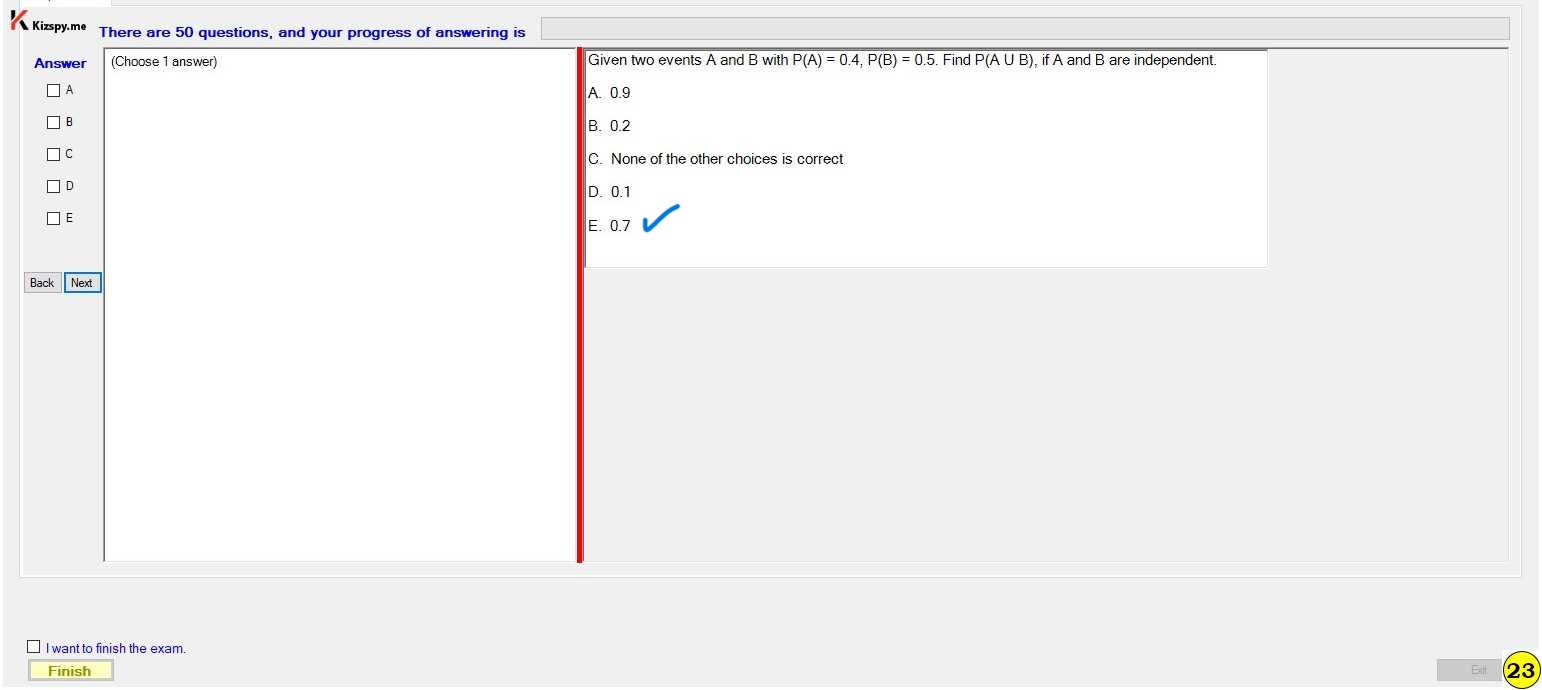 Kizspy.me
There are 50 questions, and your progress of answering is
Answer
A
B
C
D
E
Back Next
(Choose 1 answer)
Given two events A and B with P(A) = 0.4, P(B) = 0.5. Find P(A U B), if A and B are independent.
A. 0.9
B. 0.2
C. None of the other choices is correct
D. 0.1
E. 0.7
I want to finish the exam.
Finish
Exit
23